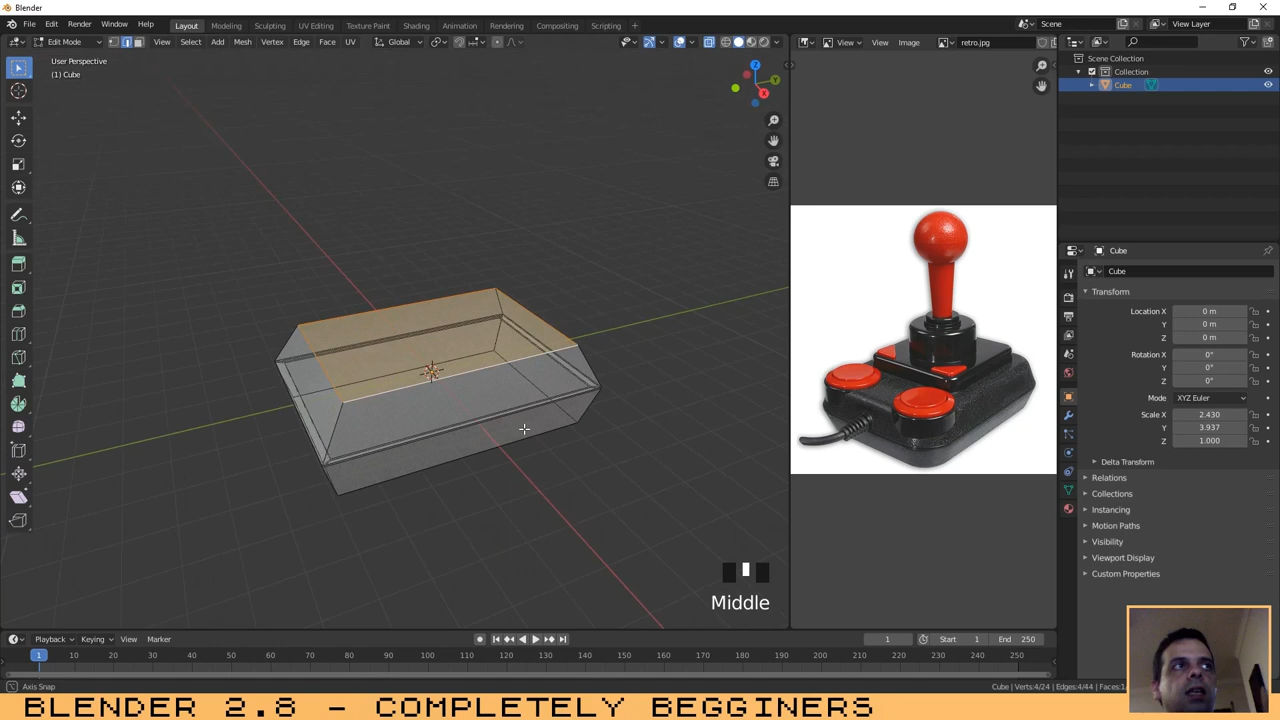 Blender
File Edit Render Window Help Layout Modeling Sculpting UV Editing Texture Paint Shading Animation Rendering Compositing Scripting + Scene View Layer
Edit Mode View Select Add Mesh Vertex Edge Face UV Global View View Image retro.jpg
User Perspective
(1) Cube
Z
Y
X
Scene Collection
Collection
Cube
Cube
Cube
Transform
Location X 0 m
Y 0 m
Z 0 m
Rotation X 0°
Y 0°
Z 0°
Mode XYZ Euler
Scale X 2.430
Y 3.937
Z 1.000
Delta Transform
Relations
Collections
Instancing
Motion Paths
Visibility
Viewport Display
Custom Properties
Middle
Playback Keying View Marker 1 Start 1 End 250
1 10 20 30 40 50 60 70 80 90 100 110 120 130 140 150 160 170 180 190 200 210 220 230 240 250
Axis Snap Cube | Verts:4/24 | Edges:4/44 | Faces:1
BLENDER 2.8 - COMPLETELY BEGGINERS